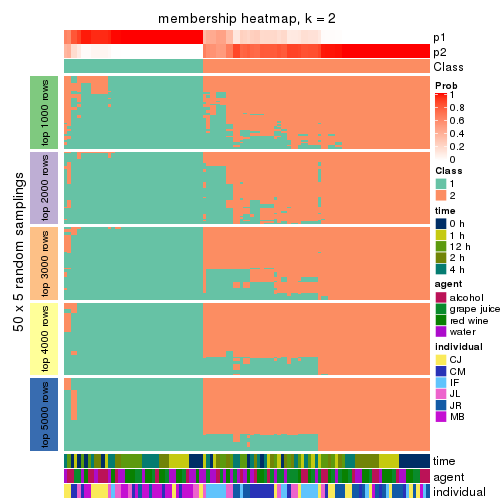 membership heatmap, k = 2
p1
p2
Class
50 x 5 random samplings
top 1000 rows
top 2000 rows
top 3000 rows
top 4000 rows
top 5000 rows
time
agent
individual
Prob
1
0.8
0.6
0.4
0.2
0
Class
1
2
time
0 h
1 h
12 h
2 h
4 h
agent
alcohol
grape juice
red wine
water
individual
CJ
CM
IF
JL
JR
MB